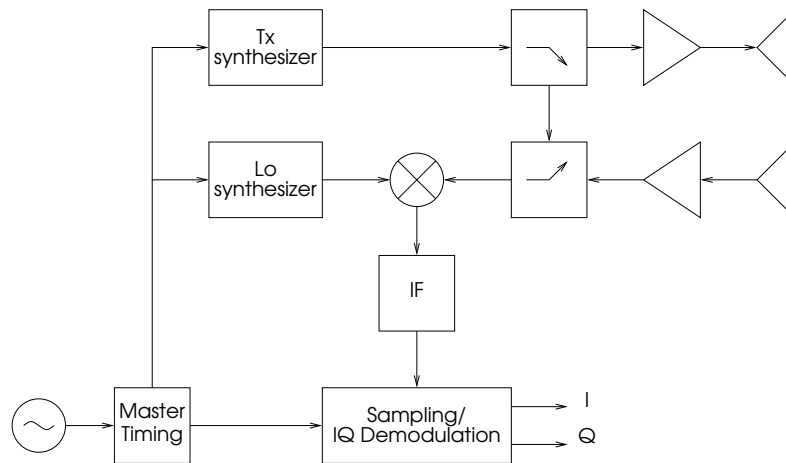 Tx
synthesizer
Lo
synthesizer
IF
Master
Timing
Sampling/
IQ Demodulation
I
Q